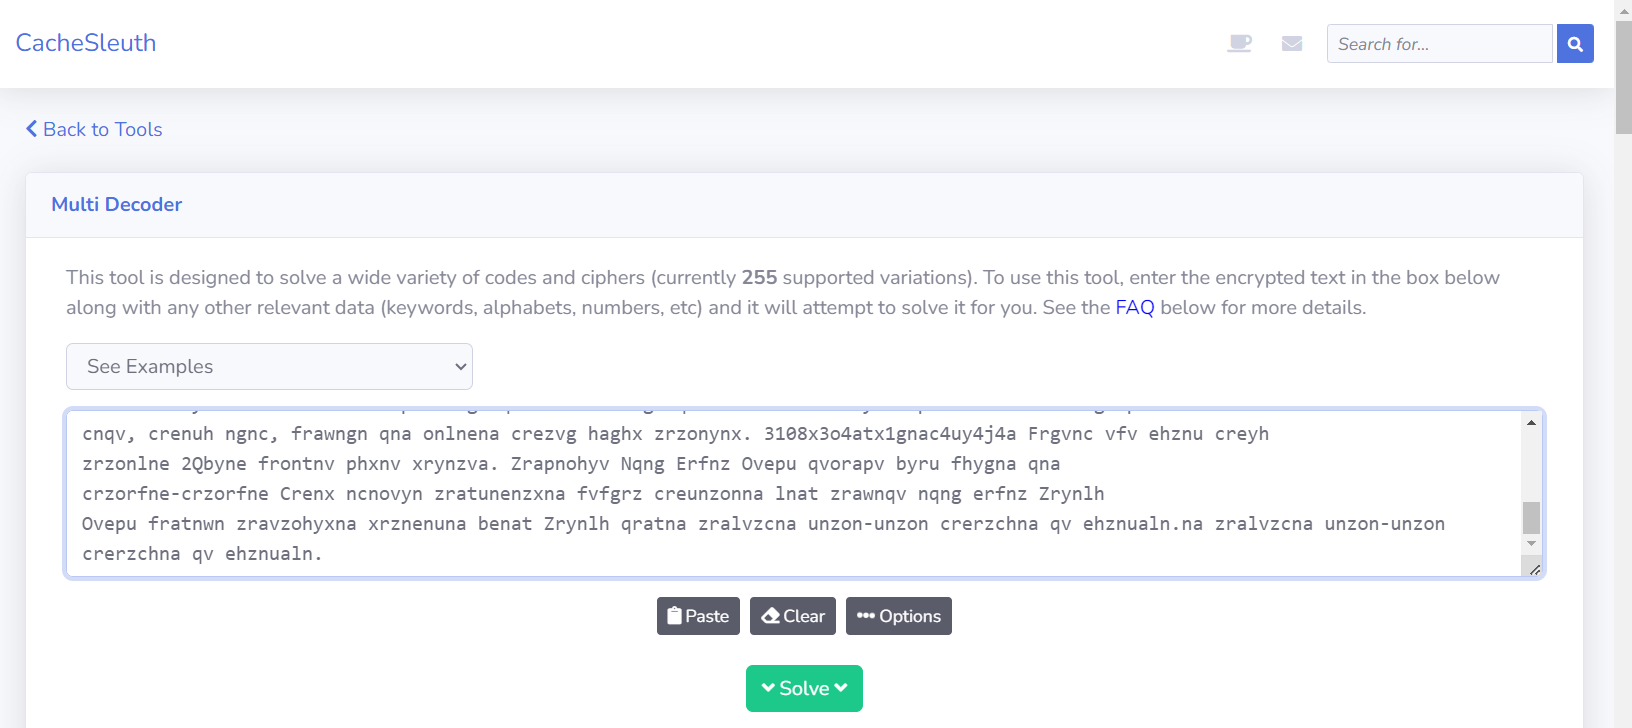 CacheSleuth
Search for...
Back to Tools
Multi Decoder
This tool is designed to solve a wide variety of codes and ciphers (currently 255 supported variations). To use this tool, enter the encrypted text in the box below
along with any other relevant data (keywords, alphabets, numbers, etc) and it will attempt to solve it for you. See the FAQ below for more details.
See Examples
cnqv, crenuh ngnc, frawngn qna onlnena crezvg haghx zrzonynx. 3108x3o4atx1gnac4uy4j4a Frgvnc vfv ehznu creyh
zrzonlne 2Qbyne frontnv phxnv xrynzva. Zrapnohyv Nqng Erfnz Ovepu qvorapv byru fhygna qna
crzorfne-crzorfne Crenx ncnovyn zratunenzxna fvfgrz creunzonna lnat zrawnqv nqng erfnz Zrynlh
Ovepu fratnwn zravzohyxna xrznenuna benat Zrynlh qratna zralvzcna unzon-unzon crerzchna qv ehznualn.na zralvzcna unzon-unzon
crerzchna qv ehznualn.
Paste
Clear
Options
Solve